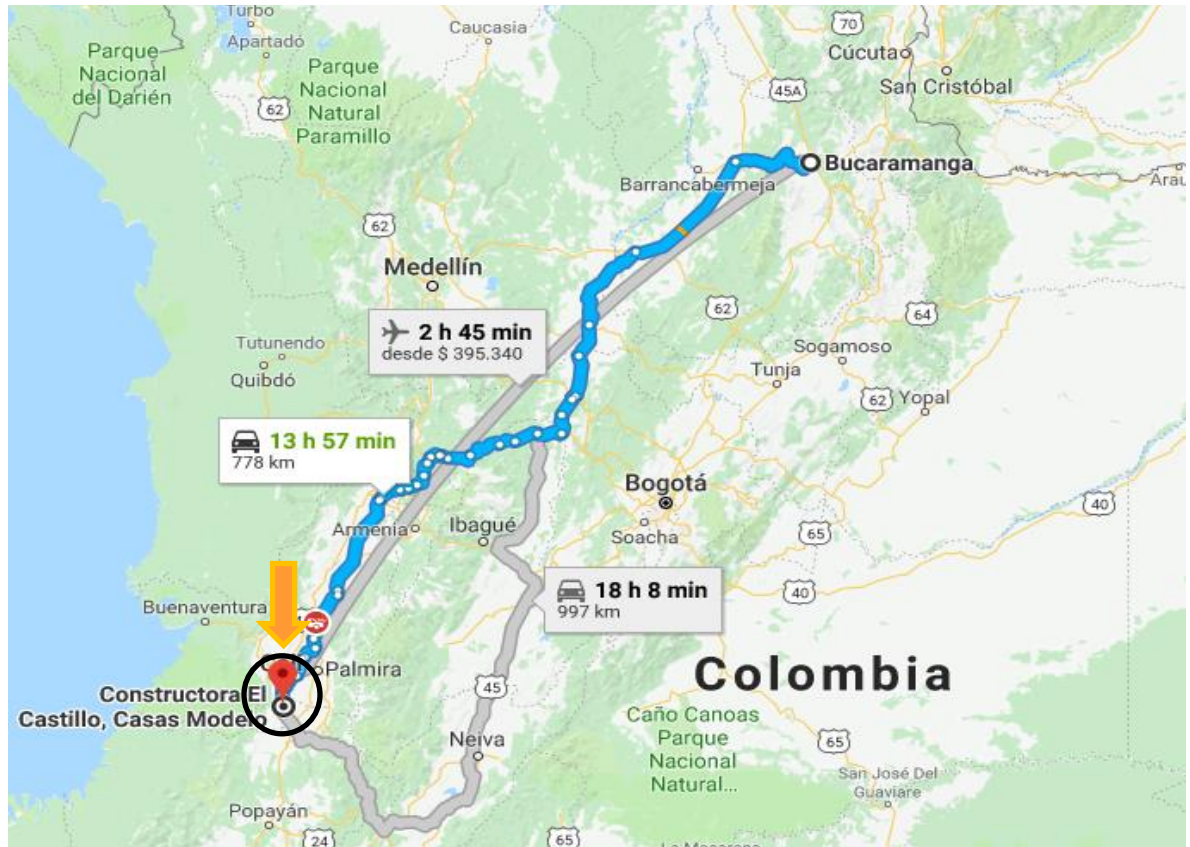 Turbo
Apartadó
Caucasia
70
Cúcuta
Parque
Nacional
del Darién
Parque
Nacional
Natural
Paramillo
62
45A
San Cristóbal
Bucaramanga
Barrancabermeja
Arau
62
Medellín
62
64
2 h 45 min
desde $ 395.340
Tutunendo
Quibdó
Sogamoso
Tunja
62
Yopal
13 h 57 min
778 km
Bogotá
Soacha
40
Armenia
Ibagué
65
18 h 8 min
997 km
40
Buenaventura
Palmira
Colombia
Constructora El
Castillo, Casas Modelo
45
Neiva
Caño Canoas
Parque
Nacional
Natural...
65
San José Del
Guaviare
Popayán
24
65